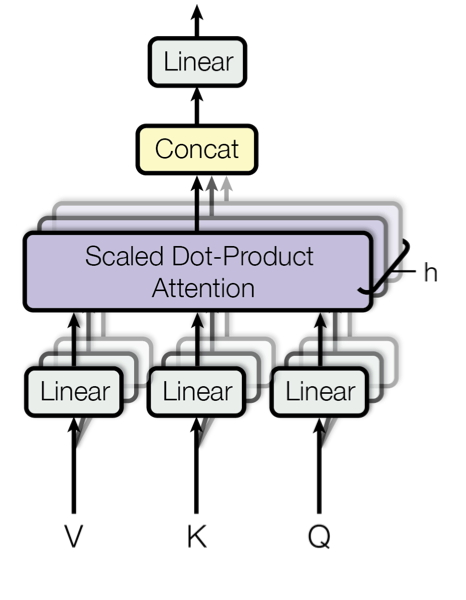 Linear
Concat
Scaled Dot-Product
Attention
h
Linear Linear Linear
V K Q